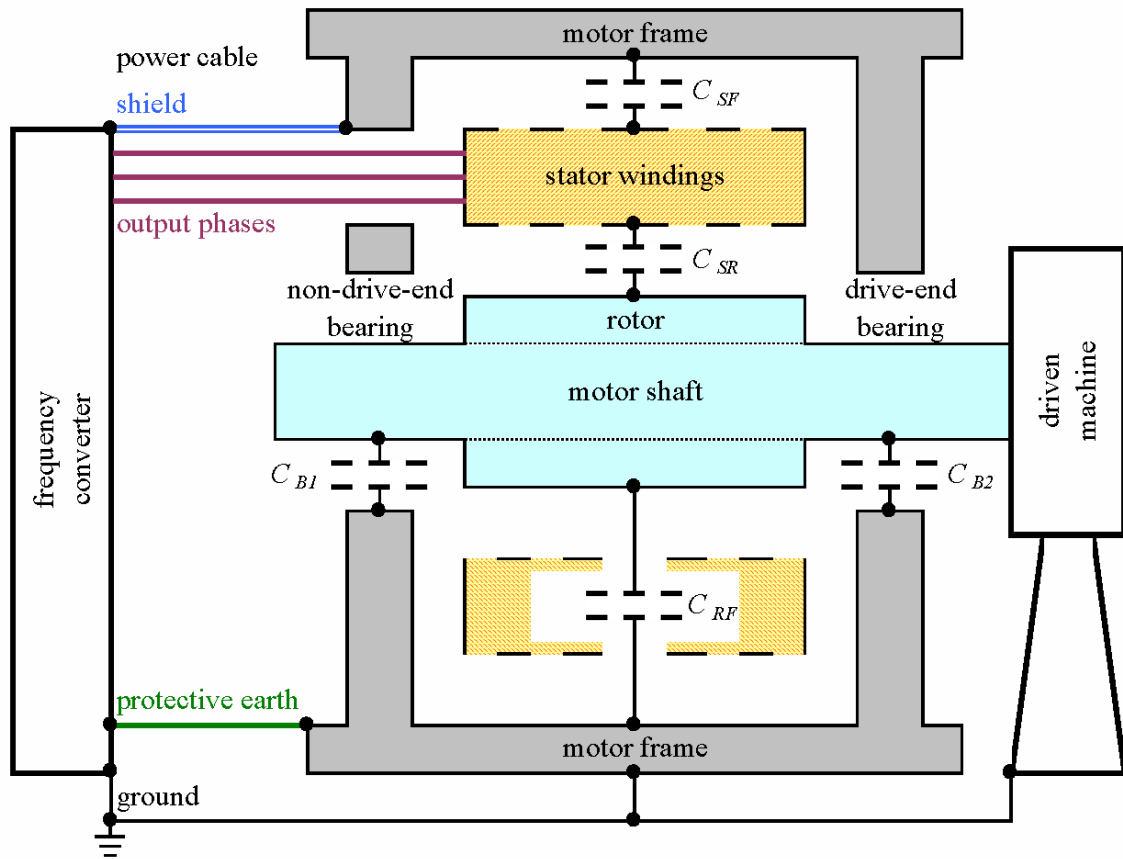 motor frame
power cable
C SF
shield
stator windings
output phases
C SR
non-drive-end
bearing
drive-end
bearing
rotor
motor shaft
frequency
converter
driven
machine
C B1
C B2
C RF
protective earth
motor frame
ground